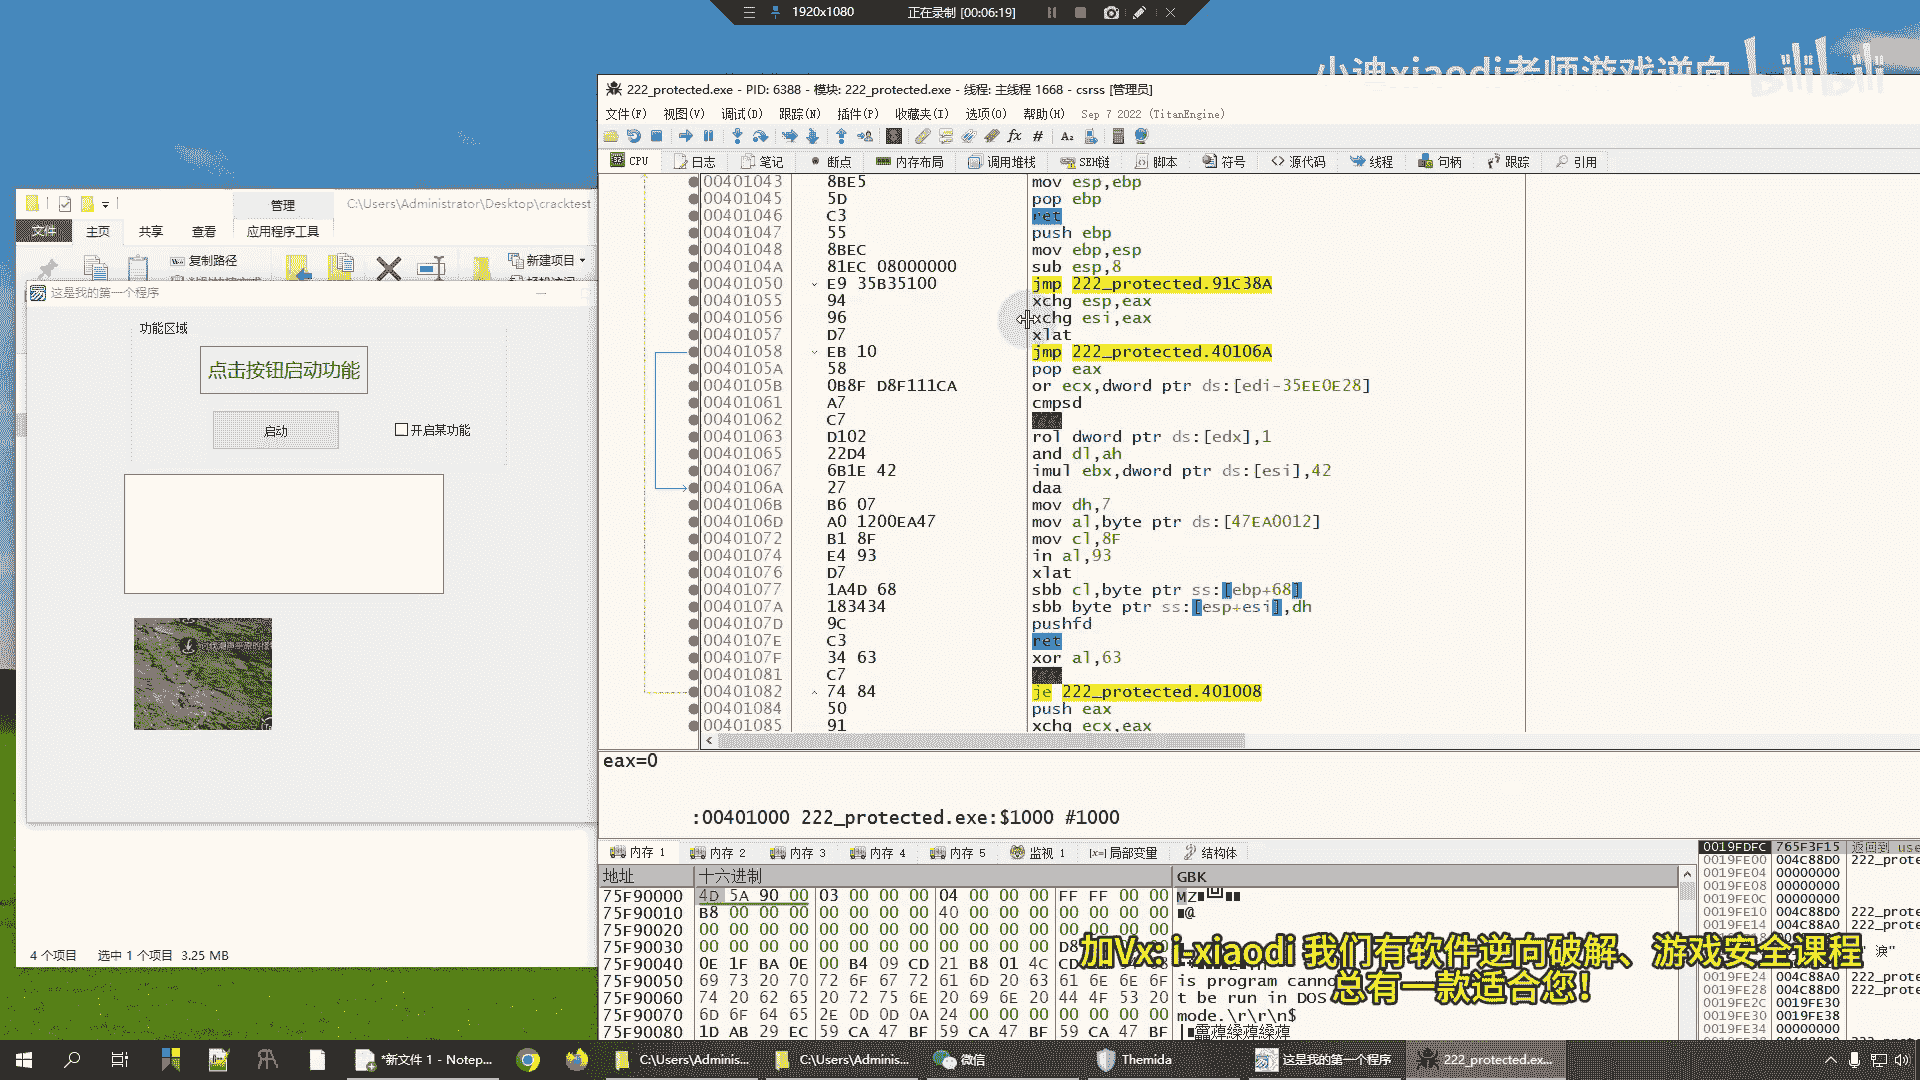 1920x1080
正在录制 [00:06:19]
小迪xiaodi老师游戏逆向
bilibili
222_protected.exe - PID: 6388 - 模块: 222_protected.exe - 线程: 主线程 1668 - csrss [管理员]
文件(F) 视图(V) 调试(D) 跟踪(N) 插件(P) 收藏夹(I) 选项(O) 帮助(H) Sep 7 2022 (TitanEngine)
CPU 日志 笔记 断点 内存布局 调用堆栈 SEH链 脚本 符号 源代码 线程 句柄 跟踪 引用
00401043 8BE5 mov esp,ebp
00401045 5D pop ebp
00401046 C3 ret
00401047 55 push ebp
00401048 8BEC mov ebp,esp
0040104A 81EC 08000000 sub esp,8
00401050 E9 35B35100 jmp 222_protected.91C38A
00401055 94 xchg esp,eax
00401056 96 xchg esi,eax
00401057 D7 xlat
00401058 EB 10 jmp 222_protected.40106A
0040105A 58 pop eax
0040105B 0B8F D8F111CA or ecx,dword ptr ds:[edi-35EE0E28]
00401061 A7 cmpsd
00401062 C7 ???
00401063 D102 rol dword ptr ds:[edx],1
00401065 22D4 and dl,ah
00401067 6B1E 42 imul ebx,dword ptr ds:[esi],42
0040106A 27 daa
0040106B B6 07 mov dh,7
0040106D A0 1200EA47 mov al,byte ptr ds:[47EA0012]
00401072 B1 8F mov cl,8F
00401074 E4 93 in al,93
00401076 D7 xlat
00401077 1A4D 68 sbb cl,byte ptr ss:[ebp+68]
0040107A 183434 sbb byte ptr ss:[esp+esi],dh
0040107D 9C pushfd
0040107E C3 ret
0040107F 34 63 xor al,63
00401081 C7 ???
00401082 74 84 je 222_protected.401008
00401084 50 push eax
00401085 91 xchg ecx,eax
eax=0
:00401000 222_protected.exe:$1000 #1000
内存 1 内存 2 内存 3 内存 4 内存 5 监视 1 [x=] 局部变量 结构体
地址 十六进制 GBK
75F90000 4D 5A 90 00 03 00 00 00 04 00 00 00 FF FF 00 00
75F90010 B8 00 00 00 00 00 00 00 40 00 00 00 00 00 00 00
75F90020 00 00 00 00 00 00 00 00 00 00 00 00 00 00 00 00
75F90030 00 00 00 00 00 00 00 00 00 00 00 00 D8
75F90040 0E 1F BA 0E 00 B4 09 CD 21 B8 01 4C
75F90050 69 73 20 70 72 6F 67 72 61 6D 20 63 61 6E 6E 6F is program canno
75F90060 74 20 62 65 20 72 75 6E 20 69 6E 20 44 4F 53 20 t be run in DOS
75F90070 6D 6F 64 65 2E 0D 0D 0A 24 00 00 00 00 00 00 00 mode.\r\r\n$
75F90080 1D AB 29 EC 59 CA 47 BF 59 CA 47 BF 59 CA 47 BF
0019FDFC 765F3F15 返回到 use
0019FE00 004C88D0 222_prote
0019FE04 00000000
0019FE08 00000000
0019FE0C 00000000
0019FE10 004C88D0 222_prote
0019FE14 004C88A0 222_prote
004C88A0 222_prote
0019FE28 004C88D0 222_prote
0019FE2C 0019FE30
0019FE30 0019FE38
0019FE34 00000000
管理
C:\Users\Administrator\Desktop\cracktest
文件 主页 共享 查看 应用程序工具
复制路径
新建项目
这是我的第一个程序
功能区域
点击按钮启动功能
启动
开启某功能
4 个项目 选中 1 个项目 3.25 MB
加Vx: i-xiaodi 我们有软件逆向破解、游戏安全课程
总有一款适合您!
*新文件 1 - Notep...
C:\Users\Adminis...
C:\Users\Adminis...
微信
Themida
这是我的第一个程序
222_protected.ex...